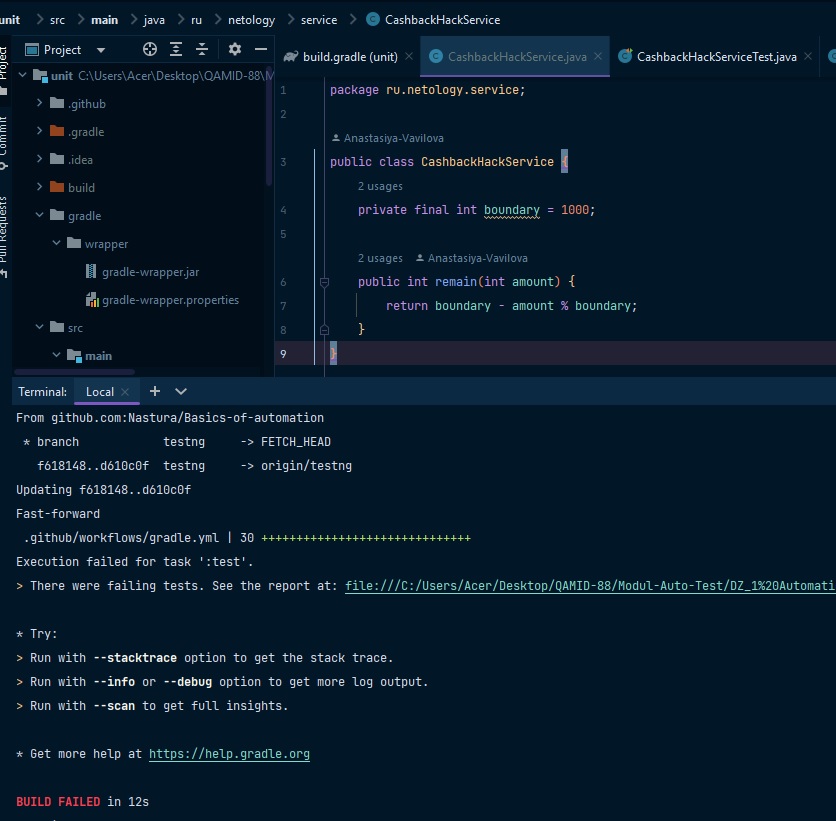 unit > src > main > java > ru > netology > service > CashbackHackService
Project
build.gradle (unit)
CashbackHackService.java
CashbackHackServiceTest.java
Project
Commit
Pull Requests
unit C:\Users\Acer\Desktop\QAMID-88\M
.github
.gradle
.idea
build
gradle
wrapper
gradle-wrapper.jar
gradle-wrapper.properties
src
main
1 package ru.netology.service;
2
Anastasiya-Vavilova
3 public class CashbackHackService {
2 usages
4 private final int boundary = 1000;
5
2 usages Anastasiya-Vavilova
6 public int remain(int amount) {
7 return boundary - amount % boundary;
8 }
9 }
Terminal: Local
From github.com:Nastura/Basics-of-automation
* branch testng -> FETCH_HEAD
f618148..d610c0f testng -> origin/testng
Updating f618148..d610c0f
Fast-forward
.github/workflows/gradle.yml | 30 ++++++++++++++++++++++++++++++
Execution failed for task ':test'.
> There were failing tests. See the report at: file:///C:/Users/Acer/Desktop/QAMID-88/Modul-Auto-Test/DZ_1%20Automati
* Try:
> Run with --stacktrace option to get the stack trace.
> Run with --info or --debug option to get more log output.
> Run with --scan to get full insights.
* Get more help at https://help.gradle.org
BUILD FAILED in 12s